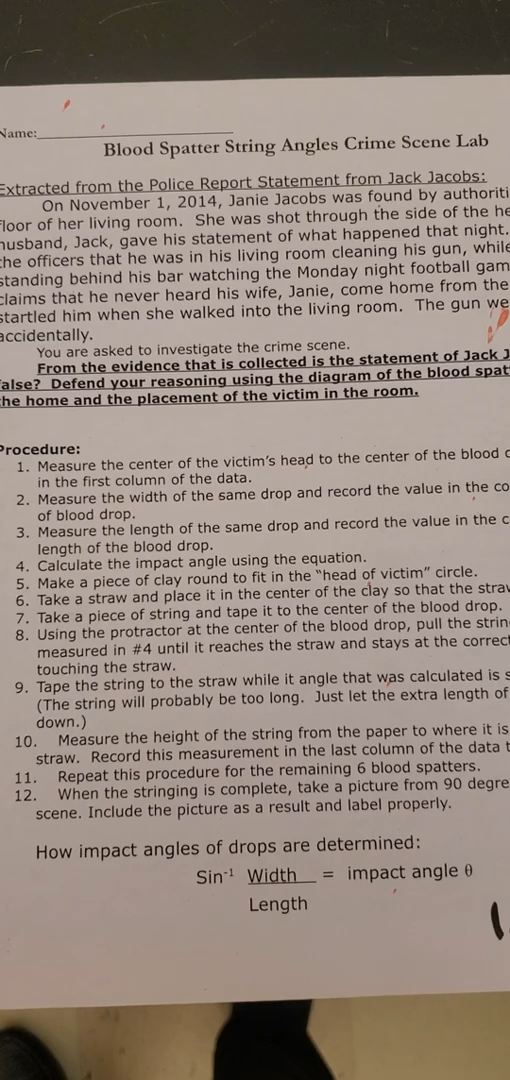 Name:
Blood Spatter String Angles Crime Scene Lab
Extracted from the Police Report Statement from Jack Jacobs:
On November 1, 2014, Janie Jacobs was found by authoriti
floor of her living room. She was shot through the side of the he
husband, Jack, gave his statement of what happened that night.
the officers that he was in his living room cleaning his gun, while
standing behind his bar watching the Monday night football gam
claims that he never heard his wife, Janie, come home from the
startled him when she walked into the living room. The gun we
accidentally.
You are asked to investigate the crime scene.
From the evidence that is collected is the statement of Jack J
false? Defend your reasoning using the diagram of the blood spat
the home and the placement of the victim in the room.
Procedure:
1. Measure the center of the victim's head to the center of the blood d
in the first column of the data.
2. Measure the width of the same drop and record the value in the co
of blood drop.
3. Measure the length of the same drop and record the value in the c
length of the blood drop.
4. Calculate the impact angle using the equation.
5. Make a piece of clay round to fit in the "head of victim" circle.
6. Take a straw and place it in the center of the clay so that the straw
7. Take a piece of string and tape it to the center of the blood drop.
8. Using the protractor at the center of the blood drop, pull the strin
measured in #4 until it reaches the straw and stays at the correct
touching the straw.
9. Tape the string to the straw while it angle that was calculated is s
(The string will probably be too long. Just let the extra length of
down.)
10. Measure the height of the string from the paper to where it is
straw. Record this measurement in the last column of the data t
11. Repeat this procedure for the remaining 6 blood spatters.
12. When the stringing is complete, take a picture from 90 degre
scene. Include the picture as a result and label properly.
How impact angles of drops are determined:
Sin⁻¹ Width = impact angle θ
Length